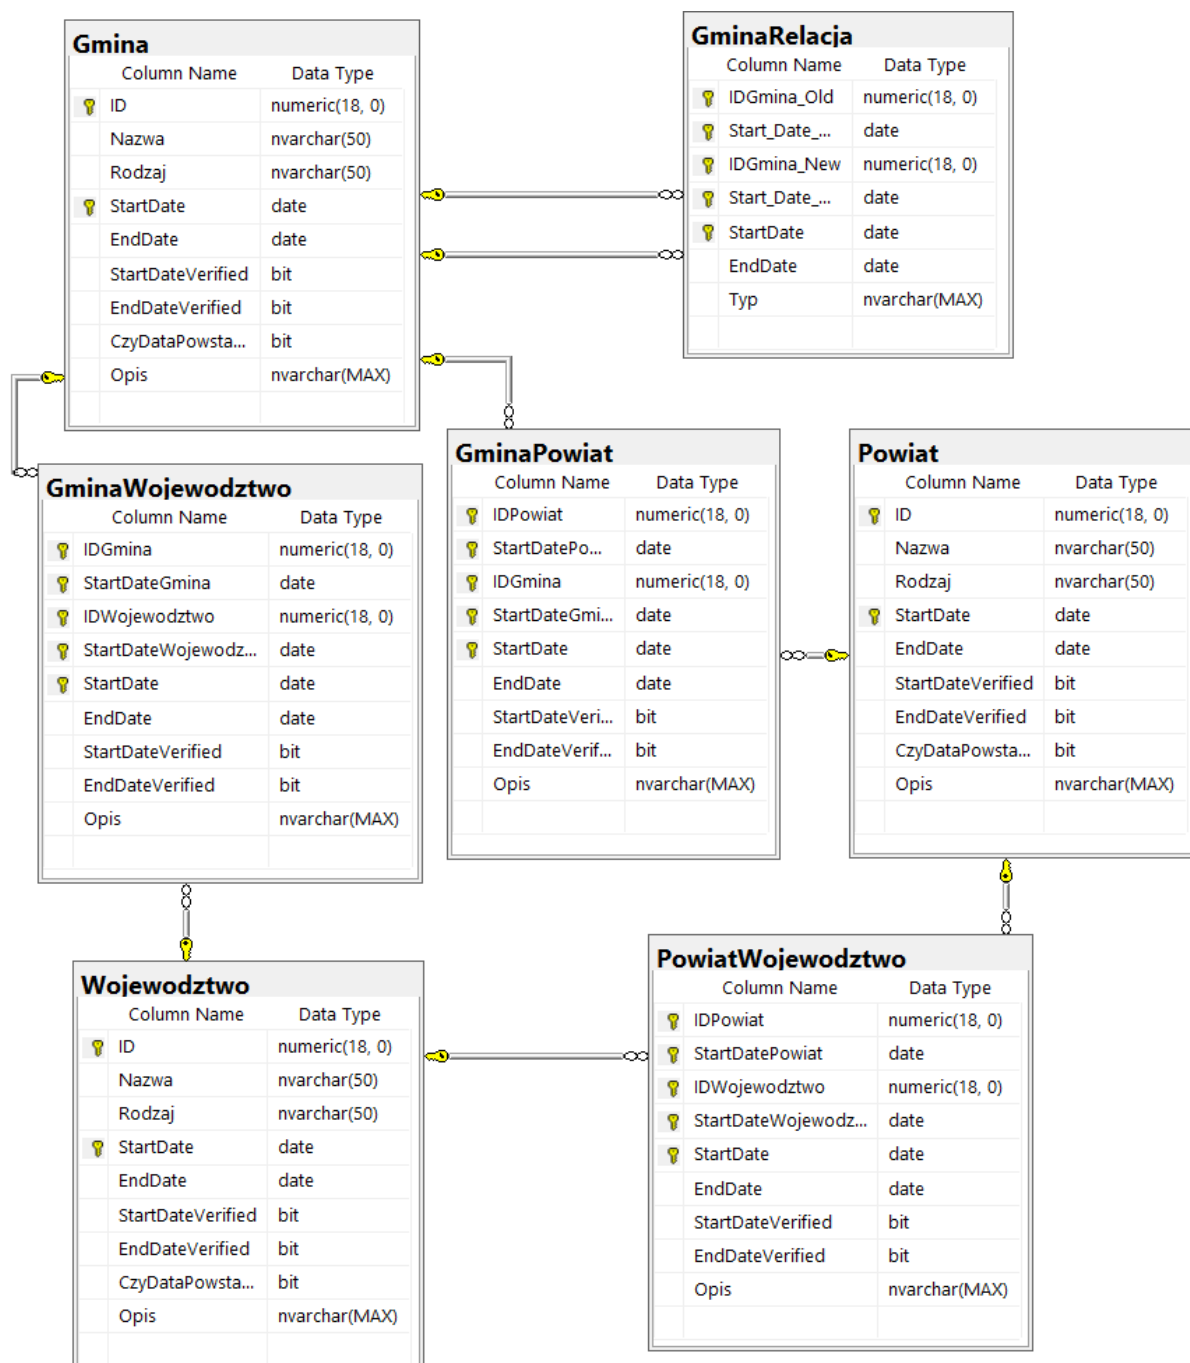 Gmina
Column Name Data Type
ID numeric(18, 0)
Nazwa nvarchar(50)
Rodzaj nvarchar(50)
StartDate date
EndDate date
StartDateVerified bit
EndDateVerified bit
CzyDataPowsta... bit
Opis nvarchar(MAX)
GminaRelacja
Column Name Data Type
IDGmina_Old numeric(18, 0)
Start_Date_... date
IDGmina_New numeric(18, 0)
Start_Date_... date
StartDate date
EndDate date
Typ nvarchar(MAX)
GminaWojewodztwo
Column Name Data Type
IDGmina numeric(18, 0)
StartDateGmina date
IDWojewodztwo numeric(18, 0)
StartDateWojewodz... date
StartDate date
EndDate date
StartDateVerified bit
EndDateVerified bit
Opis nvarchar(MAX)
GminaPowiat
Column Name Data Type
IDPowiat numeric(18, 0)
StartDatePo... date
IDGmina numeric(18, 0)
StartDateGmi... date
StartDate date
EndDate date
StartDateVeri... bit
EndDateVerif... bit
Opis nvarchar(MAX)
Powiat
Column Name Data Type
ID numeric(18, 0)
Nazwa nvarchar(50)
Rodzaj nvarchar(50)
StartDate date
EndDate date
StartDateVerified bit
EndDateVerified bit
CzyDataPowsta... bit
Opis nvarchar(MAX)
Wojewodztwo
Column Name Data Type
ID numeric(18, 0)
Nazwa nvarchar(50)
Rodzaj nvarchar(50)
StartDate date
EndDate date
StartDateVerified bit
EndDateVerified bit
CzyDataPowsta... bit
Opis nvarchar(MAX)
PowiatWojewodztwo
Column Name Data Type
IDPowiat numeric(18, 0)
StartDatePowiat date
IDWojewodztwo numeric(18, 0)
StartDateWojewodz... date
StartDate date
EndDate date
StartDateVerified bit
EndDateVerified bit
Opis nvarchar(MAX)